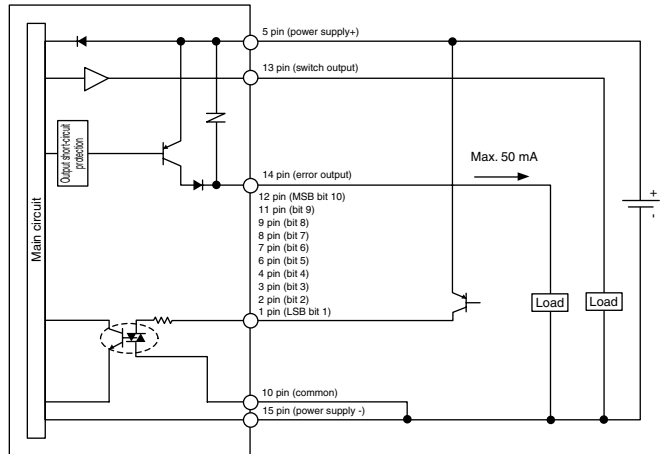 5 pin (power supply+)
13 pin (switch output)
Output short-circuit
protection
Main circuit
14 pin (error output)
Max. 50 mA
12 pin (MSB bit 10)
11 pin (bit 9)
9 pin (bit 8)
8 pin (bit 7)
7 pin (bit 6)
6 pin (bit 5)
4 pin (bit 4)
3 pin (bit 3)
2 pin (bit 2)
1 pin (LSB bit 1)
+
-
Load
Load
10 pin (common)
15 pin (power supply -)